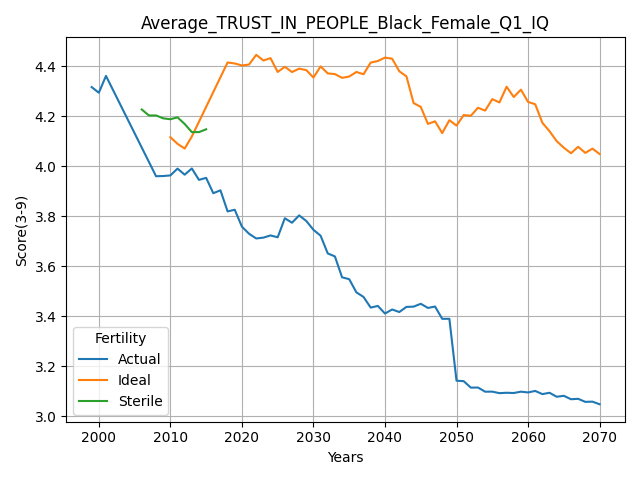 Average_TRUST_IN_PEOPLE_Black_Female_Q1_IQ
Score(3-9)
4.4
4.2
4.0
3.8
3.6
3.4
3.2
3.0
Fertility
Actual
Ideal
Sterile
2000 2010 2020 2030 2040 2050 2060 2070
Years